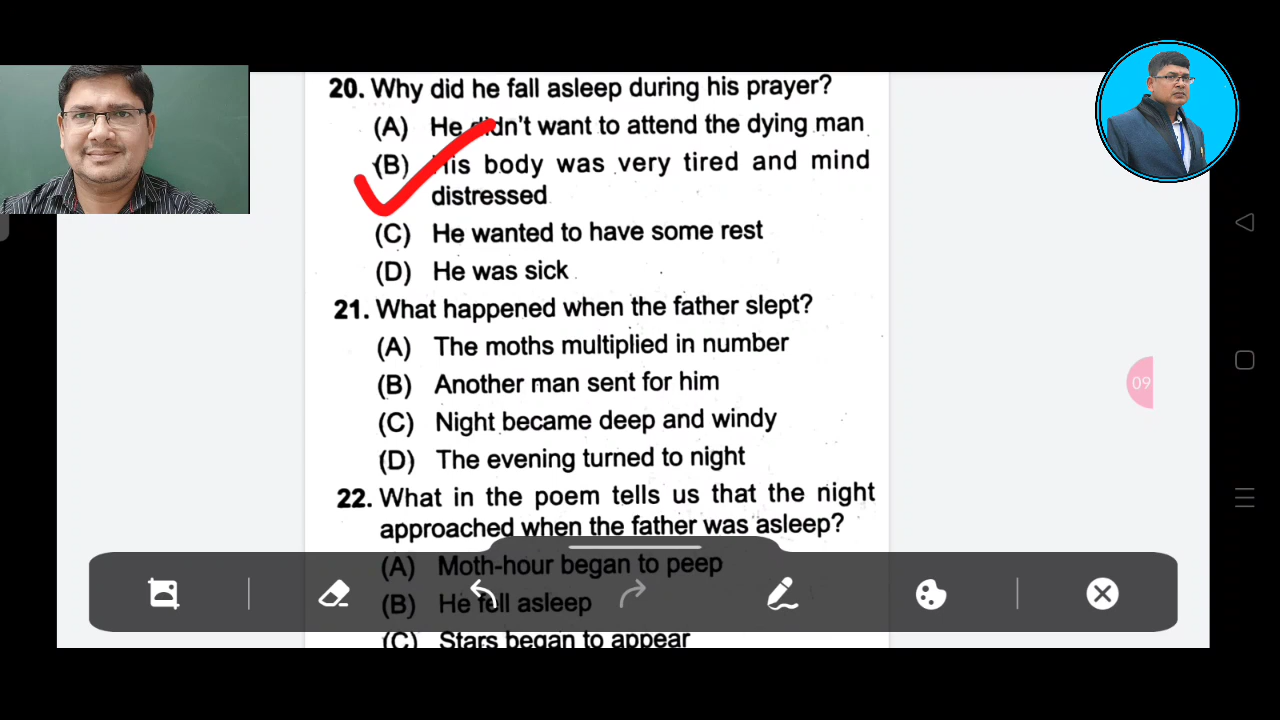 20. Why did he fall asleep during his prayer?
(A) He didn't want to attend the dying man
(B) His body was very tired and mind
distressed
(C) He wanted to have some rest
(D) He was sick
21. What happened when the father slept?
(A) The moths multiplied in number
(B) Another man sent for him
(C) Night became deep and windy
(D) The evening turned to night
09
22. What in the poem tells us that the night
approached when the father was asleep?
(A) Moth-hour began to peep
(B) He fell asleep
(C) Stars began to appear